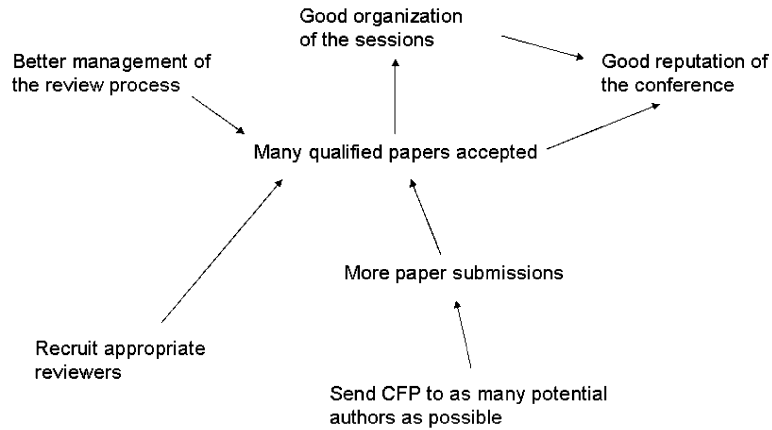 Good organization
of the sessions
Better management of
the review process
Good reputation of
the conference
Many qualified papers accepted
More paper submissions
Recruit appropriate
reviewers
Send CFP to as many potential
authors as possible